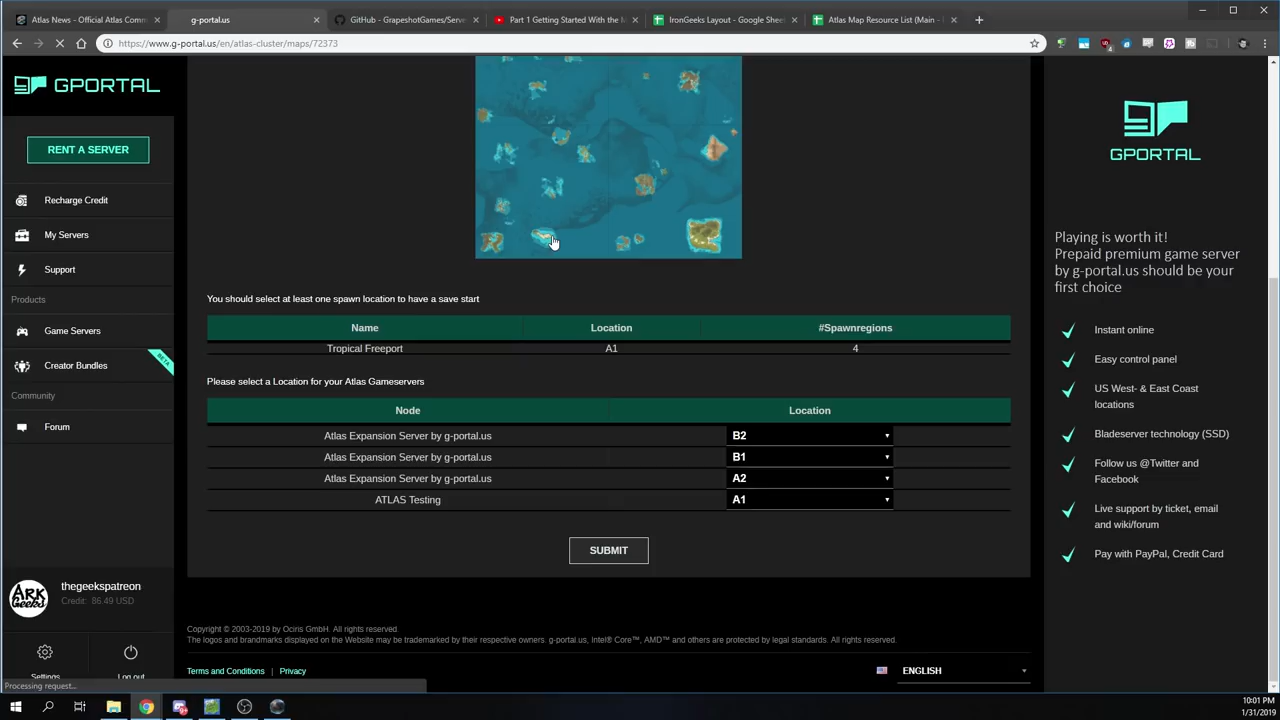 Atlas News - Official Atlas Comm
g-portal.us
GitHub - GrapeshotGames/Server
Part 1 Getting Started With the M
IronGeeks Layout - Google Sheet
Atlas Map Resource List (Main -
https://www.g-portal.us/en/atlas-cluster/maps/72373
GPORTAL
RENT A SERVER
Recharge Credit
My Servers
Support
Products
Game Servers
Creator Bundles
BETA
Community
Forum
ARK
Geeks
thegeekspatreon
Credit: 86.49 USD
Settings
Log out
Processing request...
You should select at least one spawn location to have a save start
Name Location #Spawnregions
Tropical Freeport A1 4
Please select a Location for your Atlas Gameservers
Node Location
Atlas Expansion Server by g-portal.us B2
Atlas Expansion Server by g-portal.us B1
Atlas Expansion Server by g-portal.us A2
ATLAS Testing A1
SUBMIT
Copyright © 2003-2019 by Ociris GmbH. All rights reserved.
The logos and brandmarks displayed on the Website may be trademarked by their respective owners. g-portal.us, Intel® Core™, AMD™ and others are protected by legal standards. All rights reserved.
Terms and Conditions | Privacy
ENGLISH
GPORTAL
Playing is worth it!
Prepaid premium game server
by g-portal.us should be your
first choice
Instant online
Easy control panel
US West- & East Coast
locations
Bladeserver technology (SSD)
Follow us @Twitter and
Facebook
Live support by ticket, email
and wiki/forum
Pay with PayPal, Credit Card
10:01 PM
1/31/2019